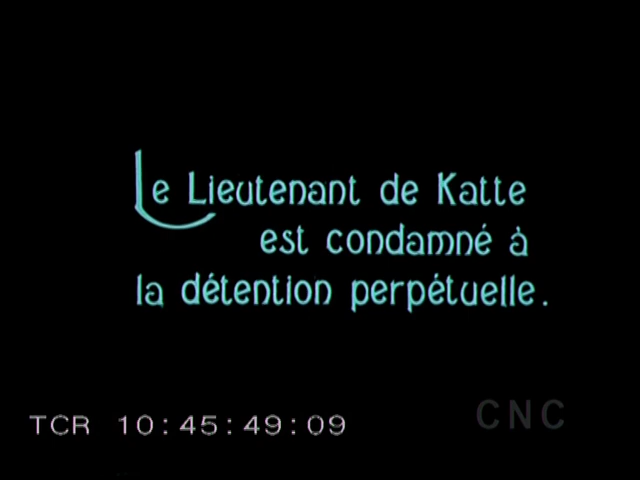 Le Lieutenant de Katte
est condamné à
la détention perpétuelle.
TCR 10:45:49:09
CNC